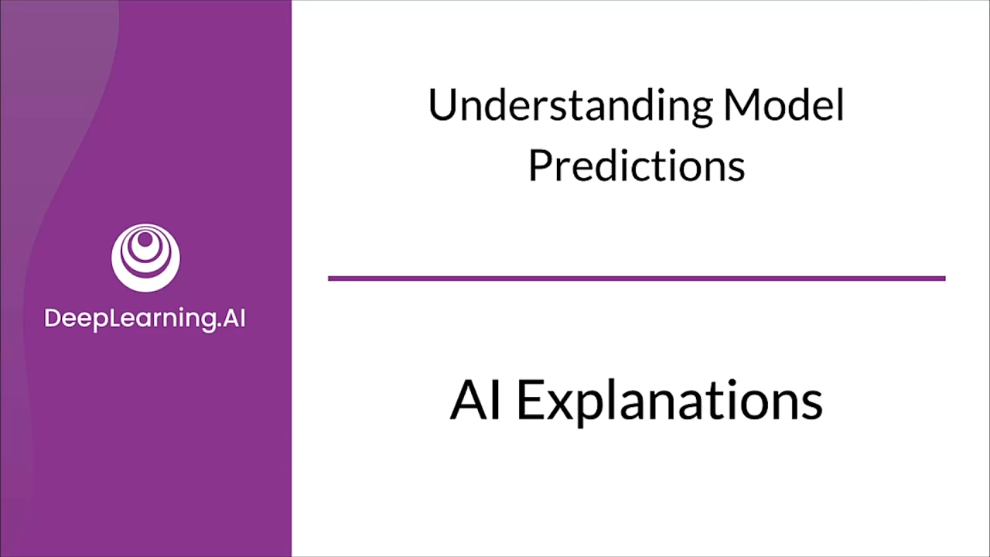 Understanding Model
Predictions
DeepLearning.AI
AI Explanations